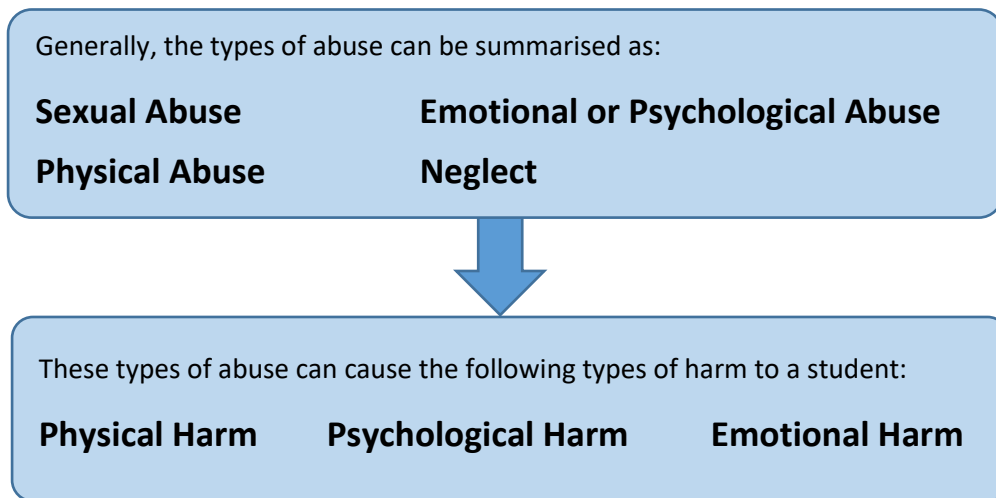 Generally, the types of abuse can be summarised as:
Sexual Abuse Emotional or Psychological Abuse
Physical Abuse Neglect
These types of abuse can cause the following types of harm to a student:
Physical Harm Psychological Harm Emotional Harm